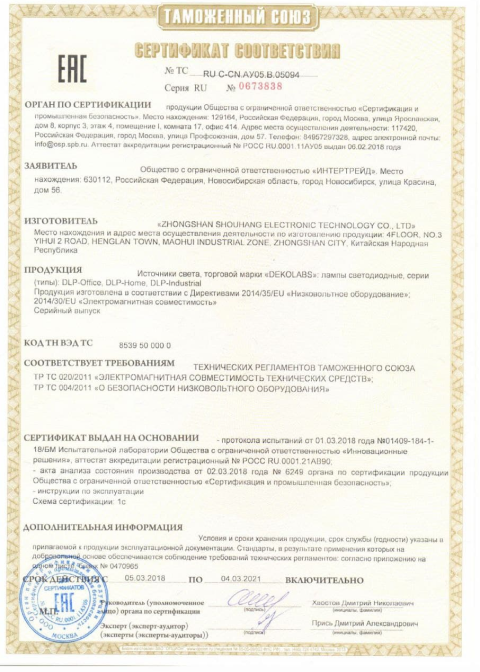 ТАМОЖЕННЫЙ СОЮЗ
СЕРТИФИКАТ СООТВЕТСТВИЯ
ЕАС
№ ТС RU C-CN.АУ05.В.05094
Серия RU № 0673838
ОРГАН ПО СЕРТИФИКАЦИИ продукции Общества с ограниченной ответственностью «Сертификация и
промышленная безопасность». Место нахождения: 129164, Российская Федерация, город Москва, улица Ярославская,
дом 8, корпус 3, этаж 4, помещение I, комната 17, офис 414. Адрес места осуществления деятельности: 117420,
Российская Федерация, город Москва, улица Профсоюзная, дом 57. Телефон: 84957297328, адрес электронной почты:
info@osp.spb.ru. Аттестат аккредитации регистрационный № РОСС RU.0001.11АУ05 выдан 06.02.2018 года
ЗАЯВИТЕЛЬ Общество с ограниченной ответственностью «ИНТЕРТРЕЙД». Место
нахождения: 630112, Российская Федерация, Новосибирская область, город Новосибирск, улица Красина,
дом 56.
ИЗГОТОВИТЕЛЬ «ZHONGSHAN SHOUHANG ELECTRONIC TECHNOLOGY CO., LTD»
Место нахождения и адрес места осуществления деятельности по изготовлению продукции: 4FLOOR, NO.3
YIHUI 2 ROAD, HENGLAN TOWN, MAOHUI INDUSTRIAL ZONE, ZHONGSHAN CITY, Китайская Народная
Республика
ПРОДУКЦИЯ Источники света, торговой марки «DEKOLABS»: лампы светодиодные, серии
(типы): DLP-Office, DLP-Home, DLP-Industrial
Продукция изготовлена в соответствии с Директивами 2014/35/EU «Низковольтное оборудование»;
2014/30/EU «Электромагнитная совместимость»
Серийный выпуск
КОД ТН ВЭД ТС 8539 50 000 0
СООТВЕТСТВУЕТ ТРЕБОВАНИЯМ ТЕХНИЧЕСКИХ РЕГЛАМЕНТОВ ТАМОЖЕННОГО СОЮЗА
ТР ТС 020/2011 «ЭЛЕКТРОМАГНИТНАЯ СОВМЕСТИМОСТЬ ТЕХНИЧЕСКИХ СРЕДСТВ»;
ТР ТС 004/2011 «О БЕЗОПАСНОСТИ НИЗКОВОЛЬТНОГО ОБОРУДОВАНИЯ»
СЕРТИФИКАТ ВЫДАН НА ОСНОВАНИИ - протокола испытаний от 01.03.2018 года №01409-184-1-
18/БМ Испытательной лаборатории Общества с ограниченной ответственностью «Инновационные
решения», аттестат аккредитации регистрационный № РОСС RU.0001.21АВ90;
- акта анализа состояния производства от 02.03.2018 года № 6249 органа по сертификации продукции
Общества с ограниченной ответственностью «Сертификация и промышленная безопасность»;
- инструкции по эксплуатации
Схема сертификации: 1с
ДОПОЛНИТЕЛЬНАЯ ИНФОРМАЦИЯ
Условия и сроки хранения продукции, срок службы (годности) указаны в
прилагаемой к продукции эксплуатационной документации. Стандарты, в результате применения которых на
добровольной основе обеспечивается соблюдение требований технических регламентов: согласно приложению на
бланк № 0470965
СРОК ДЕЙСТВИЯ С 05.03.2018 ПО 04.03.2021 ВКЛЮЧИТЕЛЬНО
М.П.
Руководитель (уполномоченное
лицо) органа по сертификации (подпись) Хвостон Дмитрий Николаевич
(инициалы, фамилия)
Эксперт (эксперт-аудитор)
(эксперты (эксперты-аудиторы)) (подпись) Прись Дмитрий Александрович
(инициалы, фамилия)
СЕРТИФИКАТОВ
ЕАС
МОСКВА